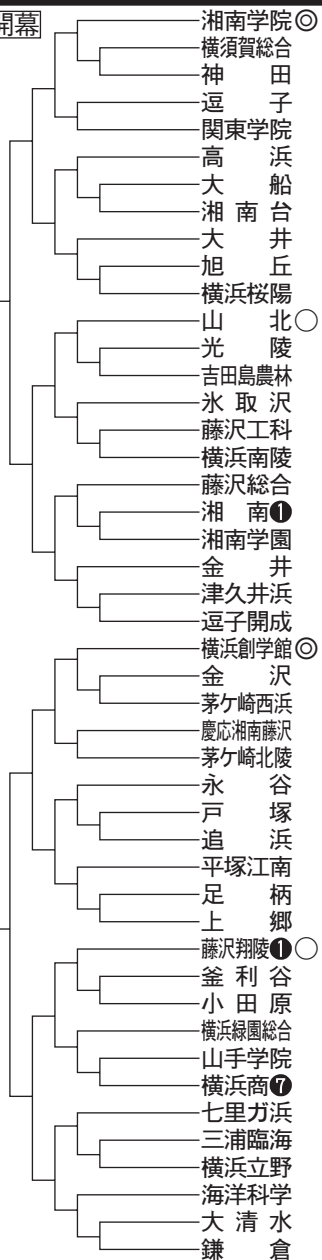 開幕
湘南学院◎
横須賀総合
神田
逗子
関東学院
高浜
大船
湘南台
大井
旭丘
横浜桜陽
山北○
光陵
吉田島農林
氷取沢
藤沢工科
横浜南陵
藤沢総合
湘南❶
湘南学園
金井
津久井浜
逗子開成
横浜創学館◎
金沢
茅ケ崎西浜
慶応湘南藤沢
茅ケ崎北陵
永谷
戸塚
追浜
平塚江南
足柄
上郷
藤沢翔陵❶○
釜利谷
小田原
横浜緑園総合
山手学院
横浜商❼
七里ガ浜
三浦臨海
横浜立野
海洋科学
大清水
鎌倉